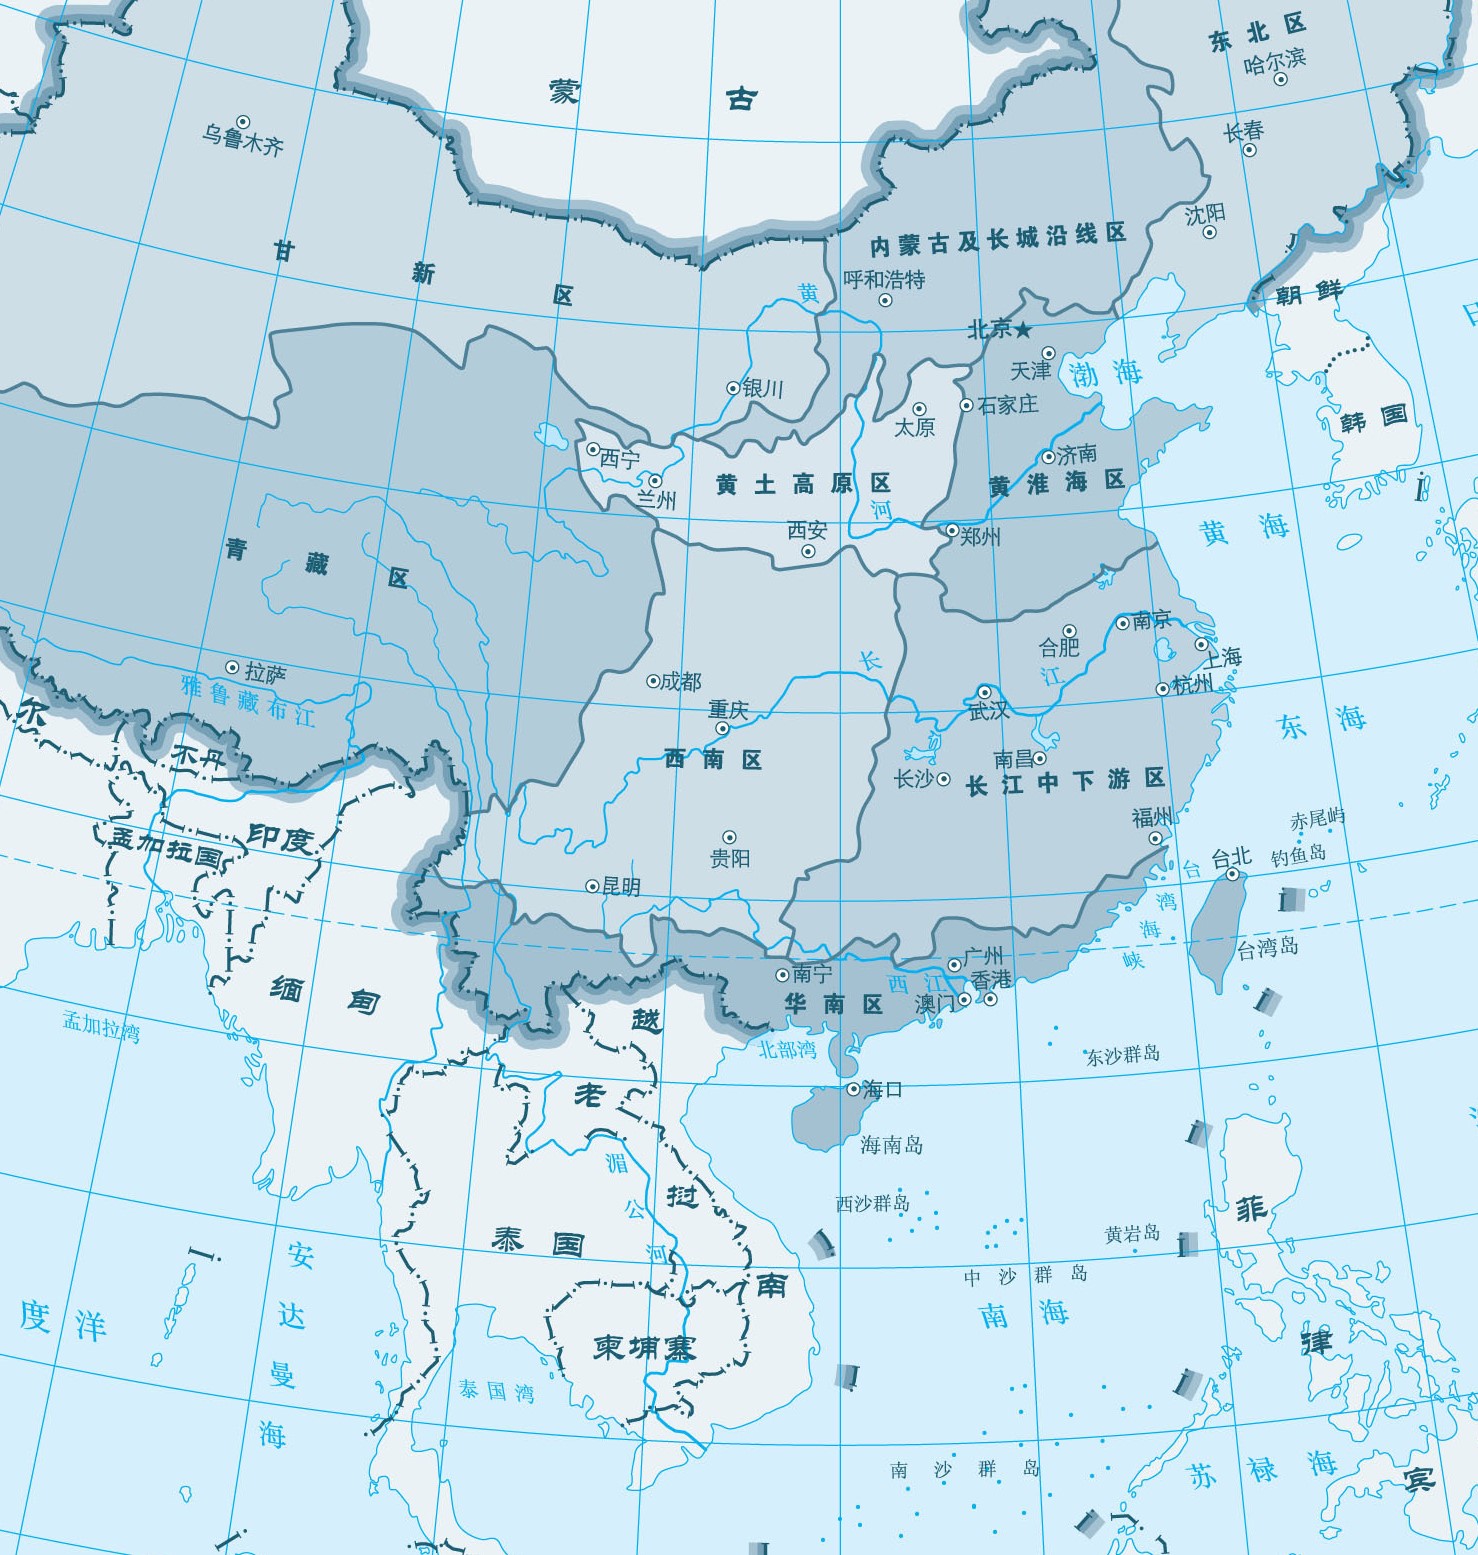 东北区
哈尔滨
长春
沈阳
蒙古
乌鲁木齐
甘新区
内蒙古及长城沿线区
呼和浩特
朝鲜
黄
北京
天津
渤海
银川
太原
石家庄
韩国
西宁
兰州
黄土高原区
济南
黄淮海区
河
西安
郑州
黄海
青藏区
南京
合肥
上海
拉萨
雅鲁藏布江
成都
长
江
杭州
武汉
重庆
东海
尔
不丹
西南区
南昌
长沙
长江中下游区
福州
赤尾屿
钓鱼岛
孟加拉国
印度
贵阳
台北
昆明
台湾海峡
台湾岛
广州
南宁
西江
香港
澳门
华南区
缅甸
越
孟加拉湾
北部湾
东沙群岛
老
海口
海南岛
湄公河
挝
西沙群岛
黄岩岛
菲
泰国
安达曼海
中沙群岛
南
南海
度洋
柬埔寨
津
泰国湾
南沙群岛
苏禄海
宾